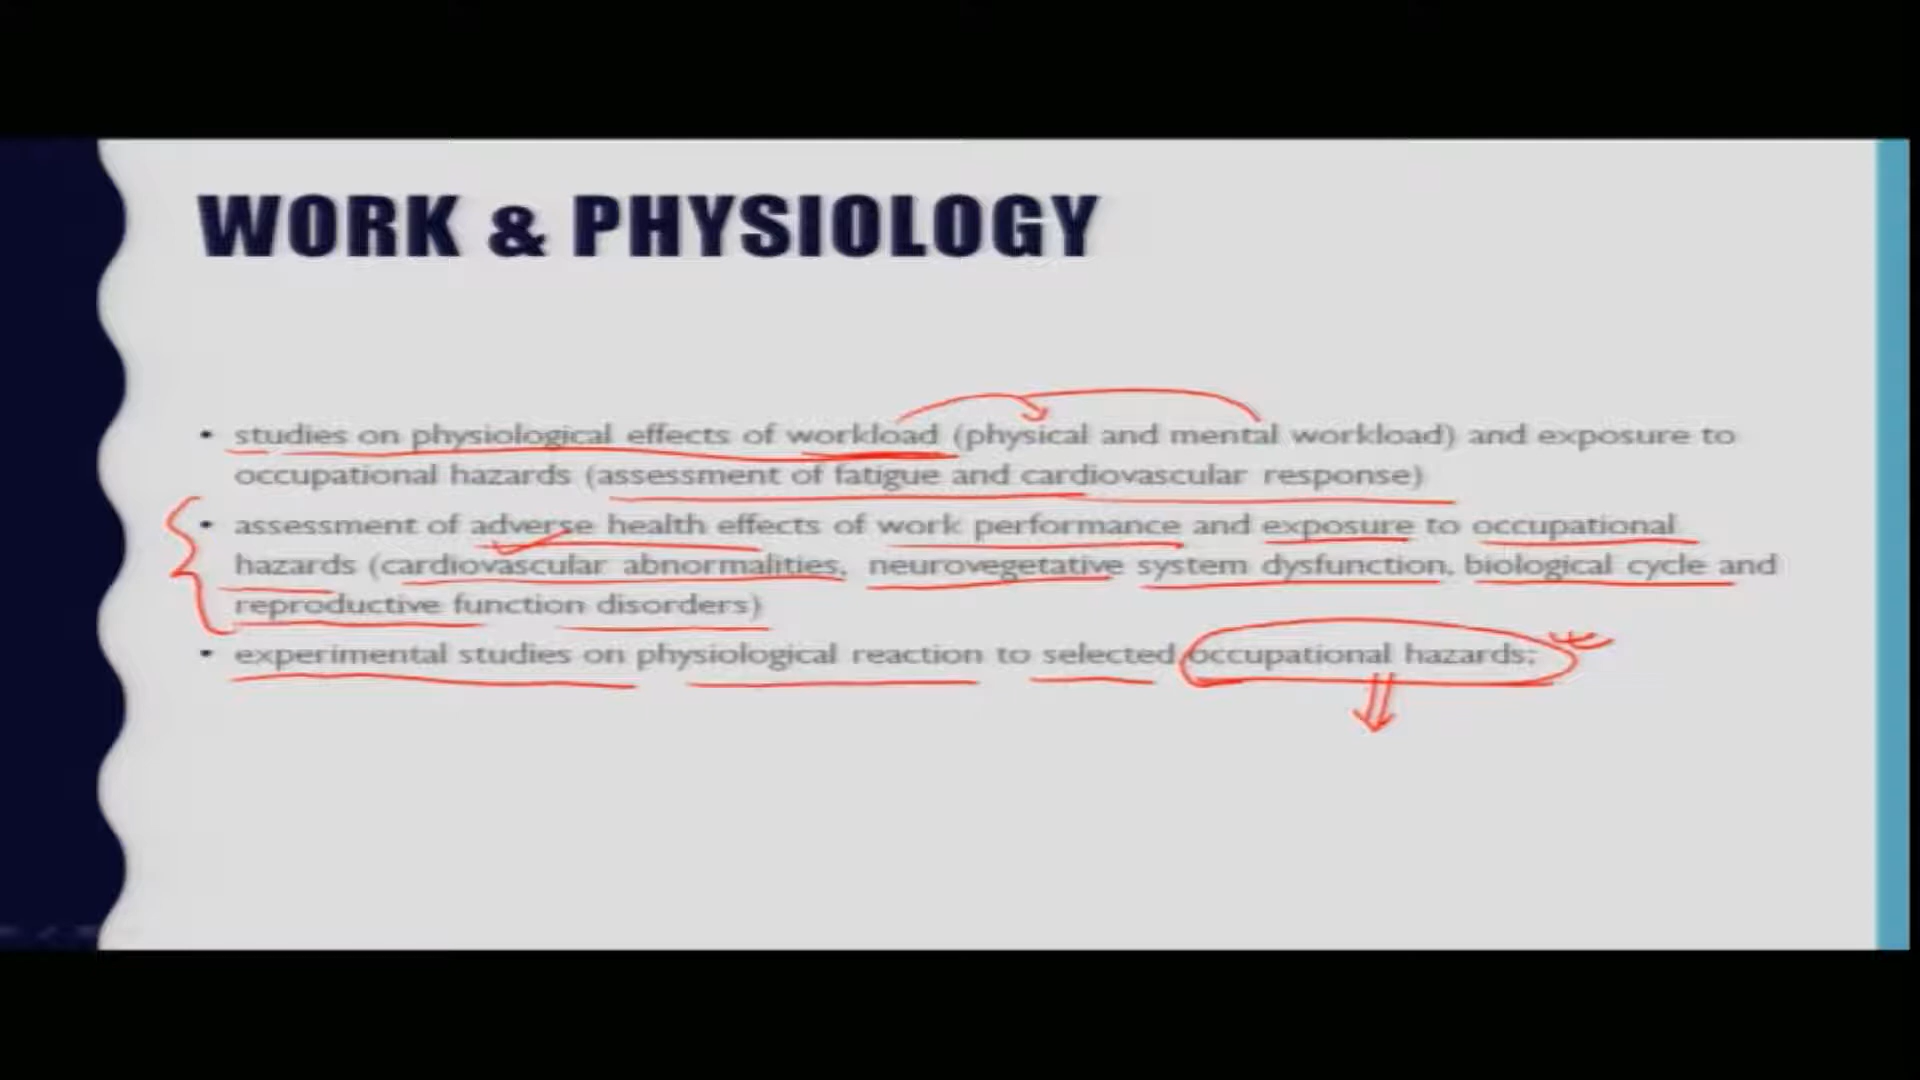 WORK & PHYSIOLOGY
• studies on physiological effects of workload (physical and mental workload) and exposure to
occupational hazards (assessment of fatigue and cardiovascular response)
• assessment of adverse health effects of work performance and exposure to occupational
hazards (cardiovascular abnormalities, neurovegetative system dysfunction, biological cycle and
reproductive function disorders)
• experimental studies on physiological reaction to selected occupational hazards;